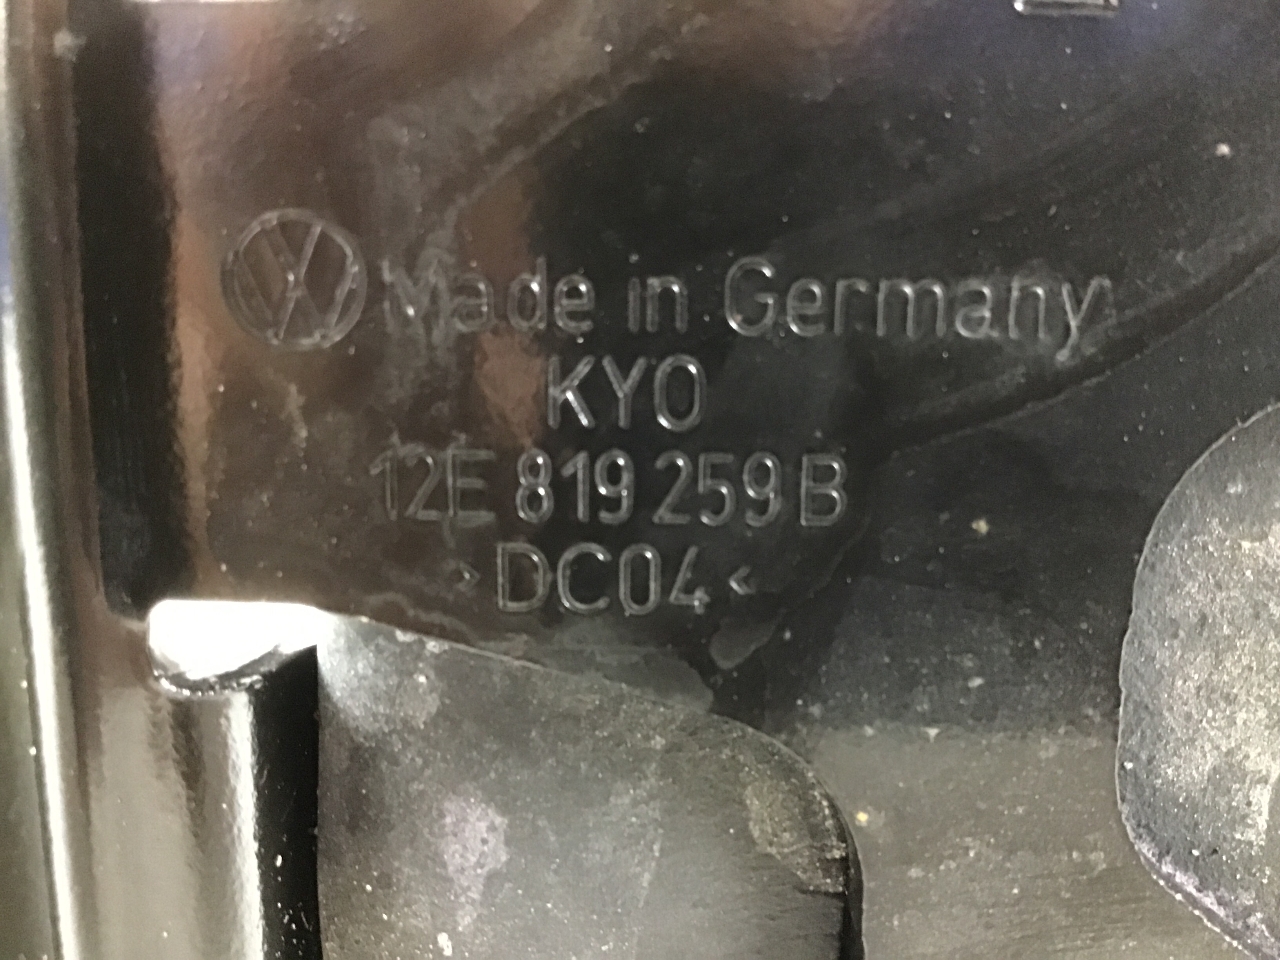 Made in Germany
KYO
12E 819 259 B
>DC04<